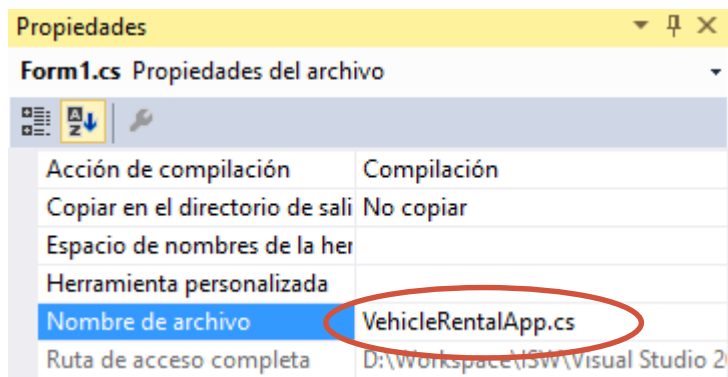 Propiedades
Form1.cs Propiedades del archivo
Acción de compilación Compilación
Copiar en el directorio de sali No copiar
Espacio de nombres de la her
Herramienta personalizada
Nombre de archivo VehicleRentalApp.cs
Ruta de acceso completa D:\Workspace\ISW\Visual Studio 2